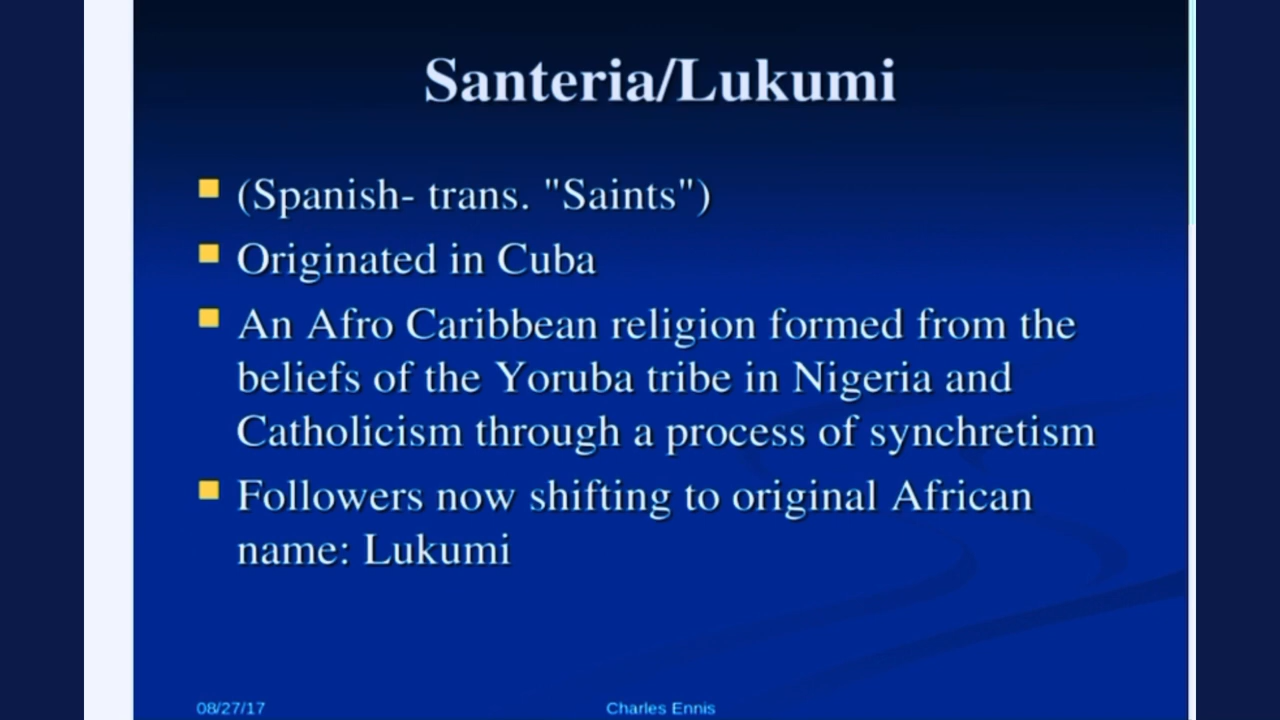 Santeria/Lukumi
(Spanish- trans. "Saints")
Originated in Cuba
An Afro Caribbean religion formed from the
beliefs of the Yoruba tribe in Nigeria and
Catholicism through a process of synchretism
Followers now shifting to original African
name: Lukumi
08/27/17
Charles Ennis